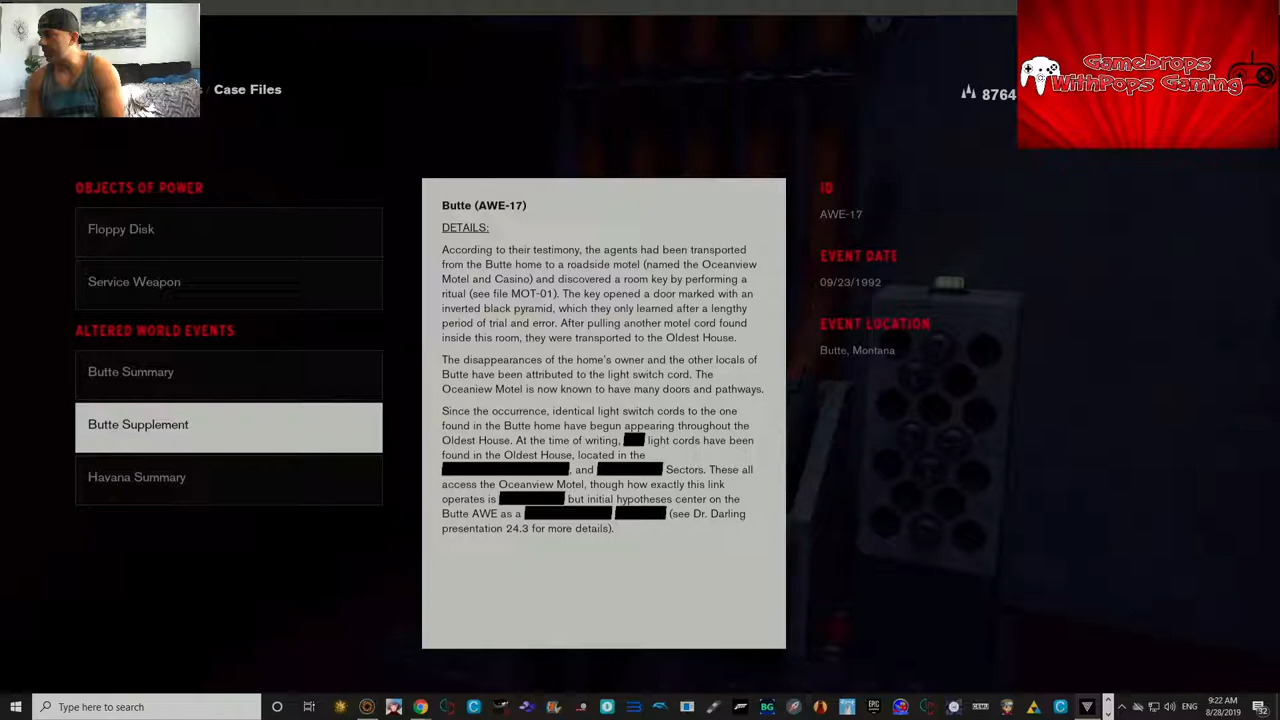 Case Files
8764
GameDrops
WithPops Gaming
OBJECTS OF POWER
Floppy Disk
Service Weapon
ALTERED WORLD EVENTS
Butte Summary
Butte Supplement
Havana Summary
Butte (AWE-17)
DETAILS:
According to their testimony, the agents had been transported
from the Butte home to a roadside motel (named the Oceanview
Motel and Casino) and discovered a room key by performing a
ritual (see file MOT-01). The key opened a door marked with an
inverted black pyramid, which they only learned after a lengthy
period of trial and error. After pulling another motel cord found
inside this room, they were transported to the Oldest House.
The disappearances of the home's owner and the other locals of
Butte have been attributed to the light switch cord. The
Oceaniew Motel is now known to have many doors and pathways.
Since the occurrence, identical light switch cords to the one
found in the Butte home have begun appearing throughout the
Oldest House. At the time of writing, light cords have been
found in the Oldest House, located in the
, and Sectors. These all
access the Oceanview Motel, though how exactly this link
operates is but initial hypotheses center on the
Butte AWE as a (see Dr. Darling
presentation 24.3 for more details).
ID
AWE-17
EVENT DATE
09/23/1992
EVENT LOCATION
Butte, Montana
Type here to search
ENG
9:22 AM
8/28/2019